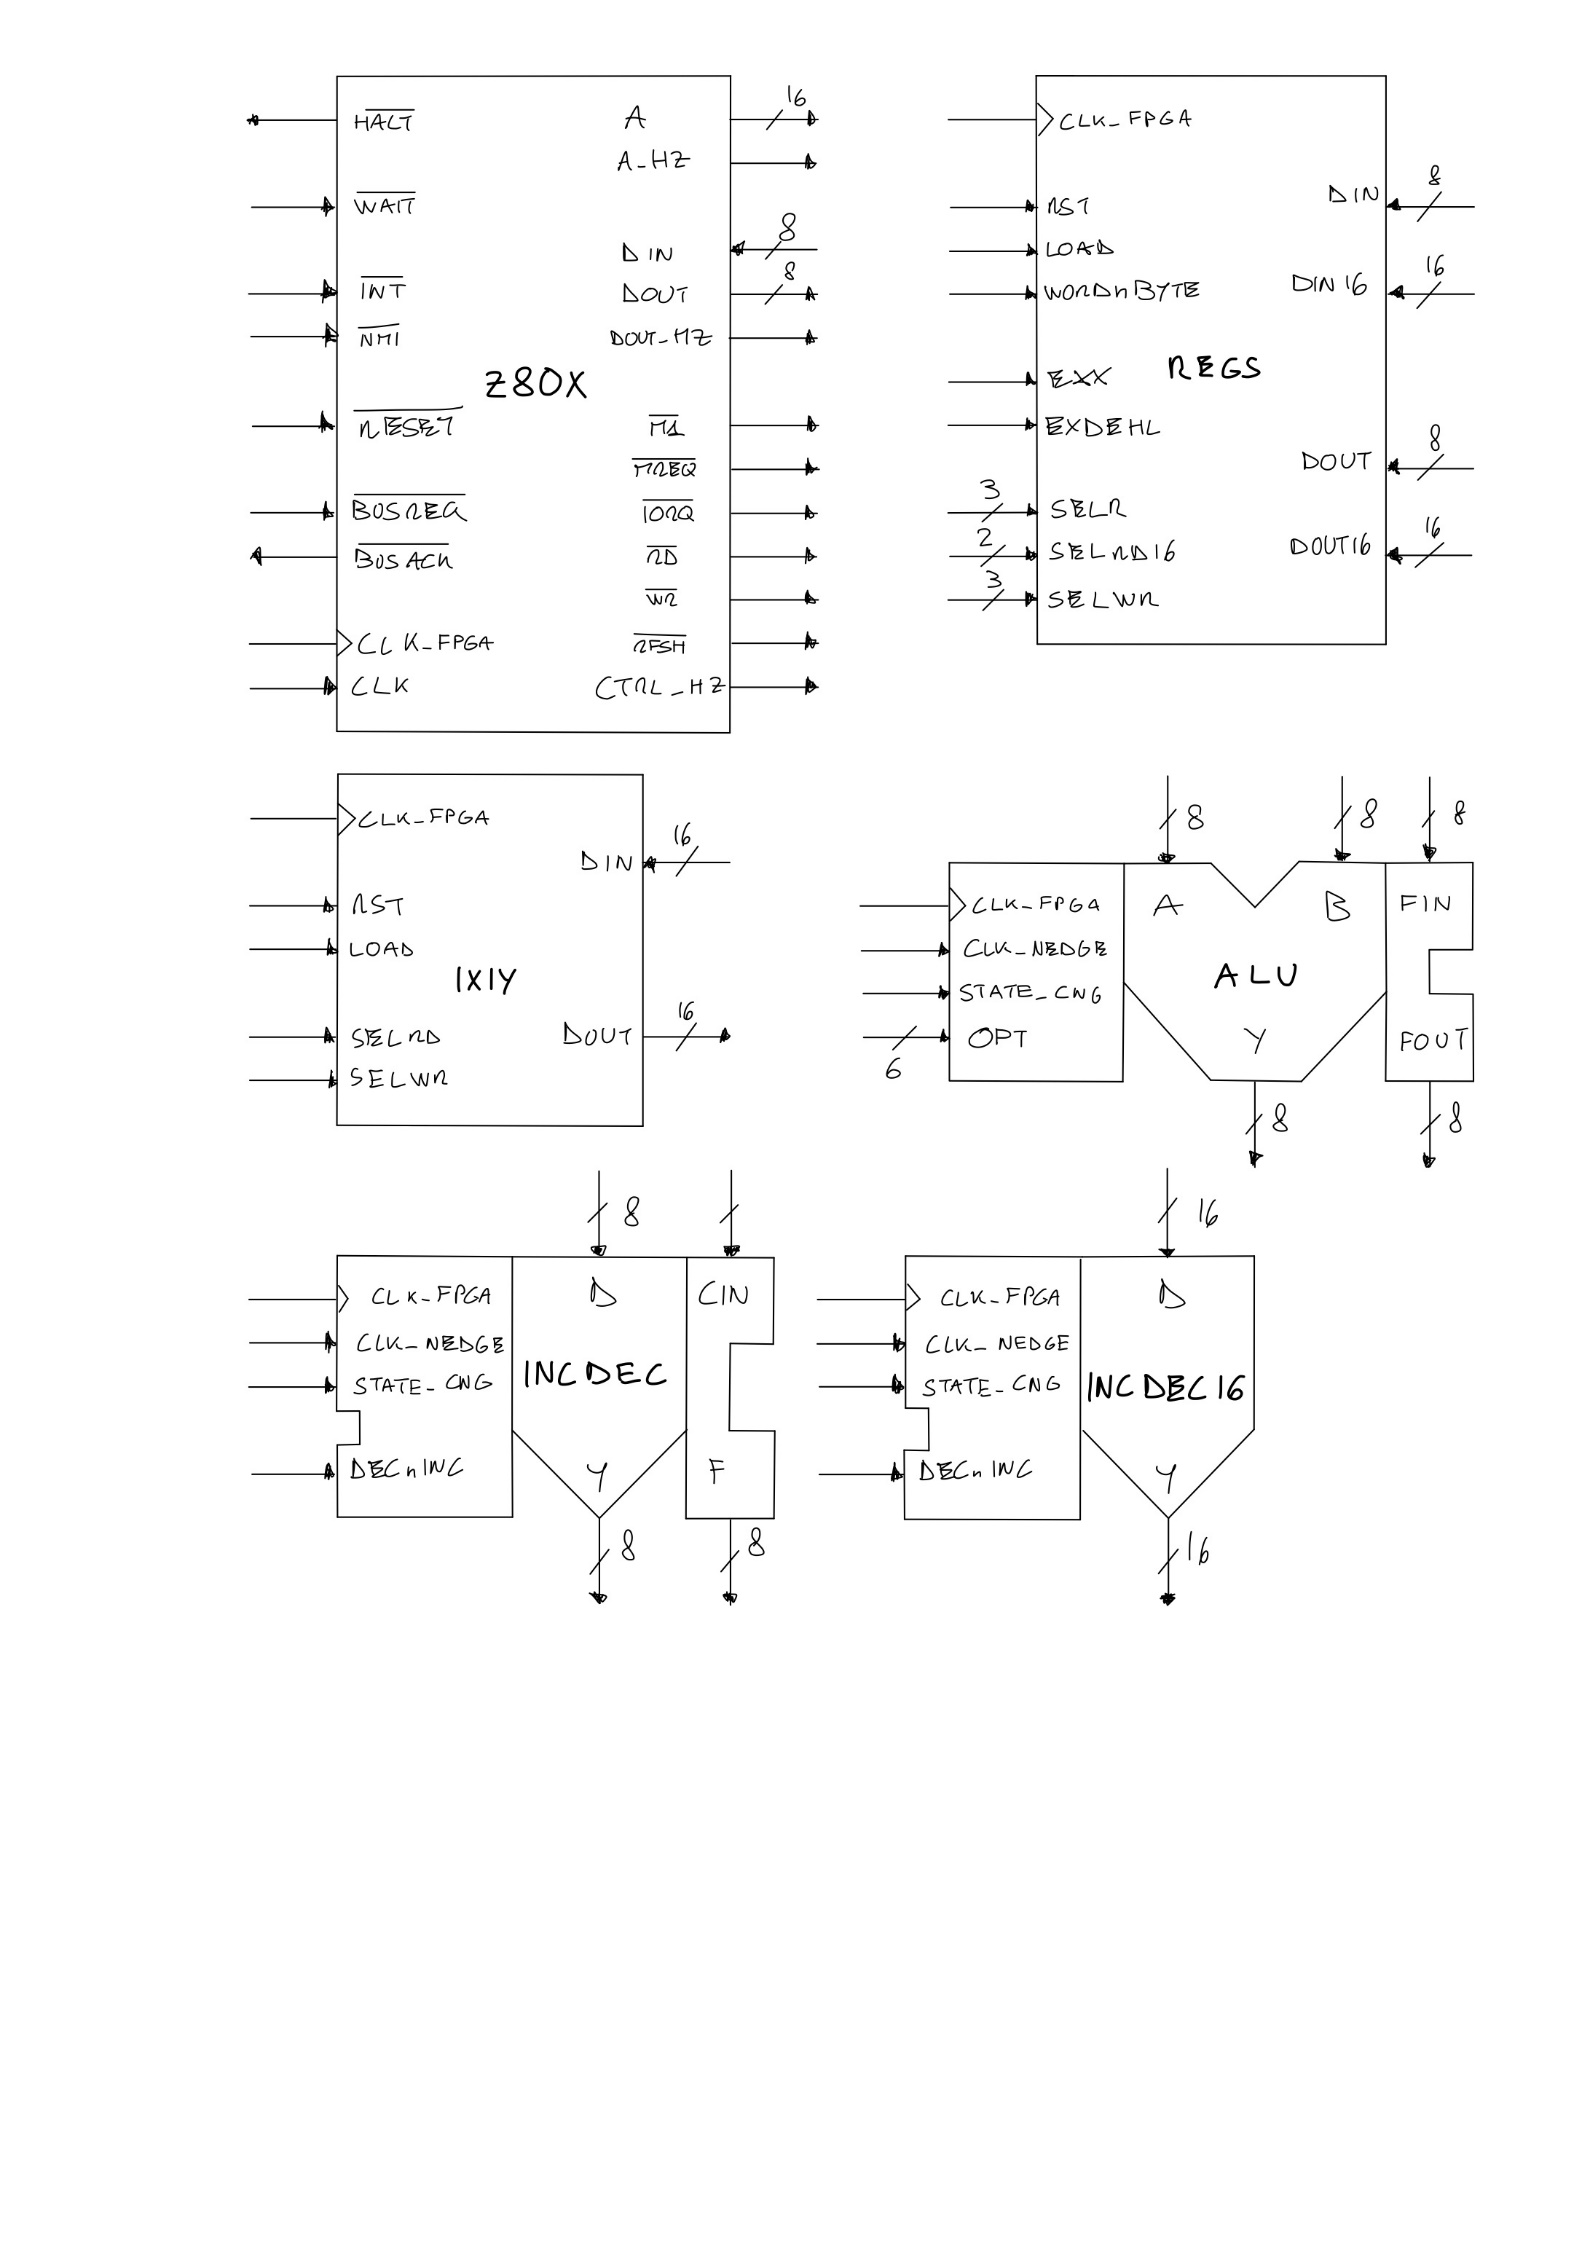 HALT A 16
A_HZ
WAIT
DIN 8
INT DOUT 8
NMI DOUT_HZ
Z80X
RESET M1
MREQ
BUSREQ IORQ
BUSACK RD
WR
CLK_FPGA RFSH
CLK CTRL_HZ
CLK_FPGA
RST DIN 8
LOAD
WORDnBYTE DIN16 16
REGS
EXX
EXDEHL
DOUT 8
3 SELR
2 SELRD16 DOUT16 16
3 SELWR
CLK_FPGA
DIN 16
RST
LOAD
IXIY
SELRD DOUT 16
SELWR
8 8 8
CLK_FPGA A B FIN
CLK_NEDGE
STATE_CNG ALU
OPT Y FOUT
6
8 8
8
CLK_FPGA D CIN
CLK_NEDGE
STATE_CNG INCDEC
DECnINC Y F
8 8
16
CLK_FPGA D
CLK_NEDGE
STATE_CNG INCDEC16
DECnINC Y
16